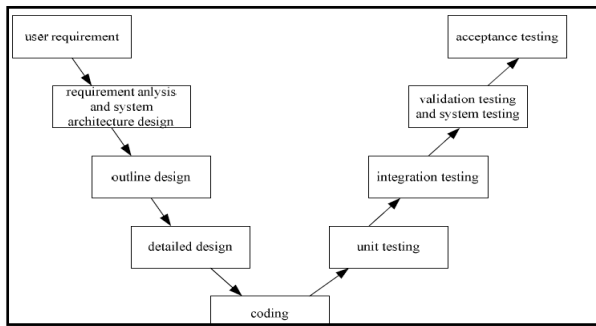 user requirement
acceptance testing
requirement anlysis
and system
architecture design
validation testing
and system testing
outline design
integration testing
detailed design
unit testing
coding